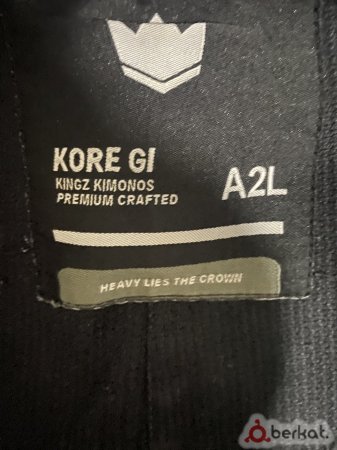 KORE GI
KINGZ KIMONOS
PREMIUM CRAFTED
A2L
HEAVY LIES THE CROWN
berkat.